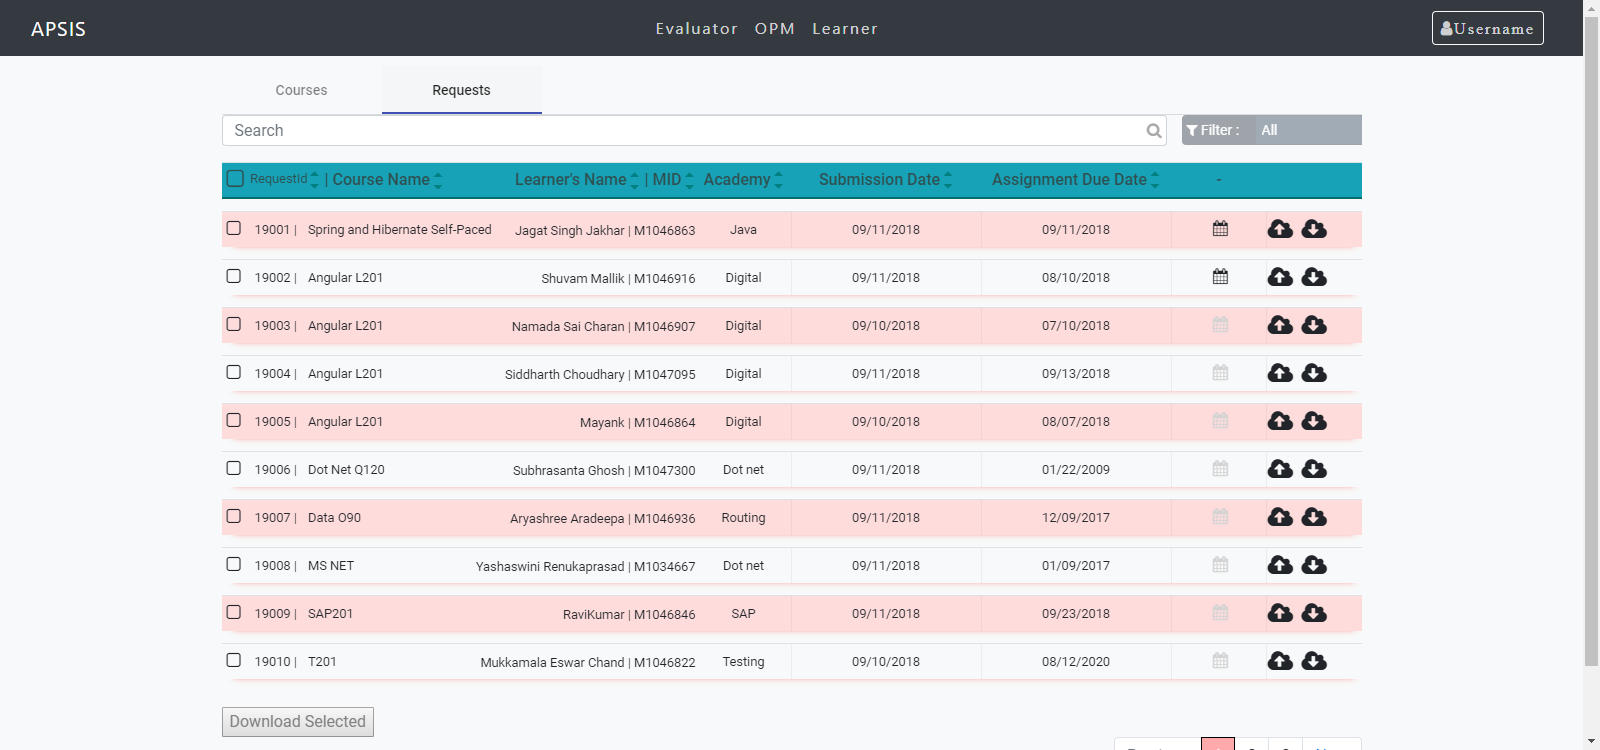 APSIS Evaluator OPM Learner Username
Courses Requests
Search Filter : All
RequestId | Course Name Learner's Name | MID Academy Submission Date Assignment Due Date -
19001 | Spring and Hibernate Self-Paced Jagat Singh Jakhar | M1046863 Java 09/11/2018 09/11/2018
19002 | Angular L201 Shuvam Mallik | M1046916 Digital 09/11/2018 08/10/2018
19003 | Angular L201 Namada Sai Charan | M1046907 Digital 09/10/2018 07/10/2018
19004 | Angular L201 Siddharth Choudhary | M1047095 Digital 09/11/2018 09/13/2018
19005 | Angular L201 Mayank | M1046864 Digital 09/10/2018 08/07/2018
19006 | Dot Net Q120 Subhrasanta Ghosh | M1047300 Dot net 09/11/2018 01/22/2009
19007 | Data O90 Aryashree Aradeepa | M1046936 Routing 09/11/2018 12/09/2017
19008 | MS NET Yashaswini Renukaprasad | M1034667 Dot net 09/11/2018 01/09/2017
19009 | SAP201 RaviKumar | M1046846 SAP 09/11/2018 09/23/2018
19010 | T201 Mukkamala Eswar Chand | M1046822 Testing 09/10/2018 08/12/2020
Download Selected